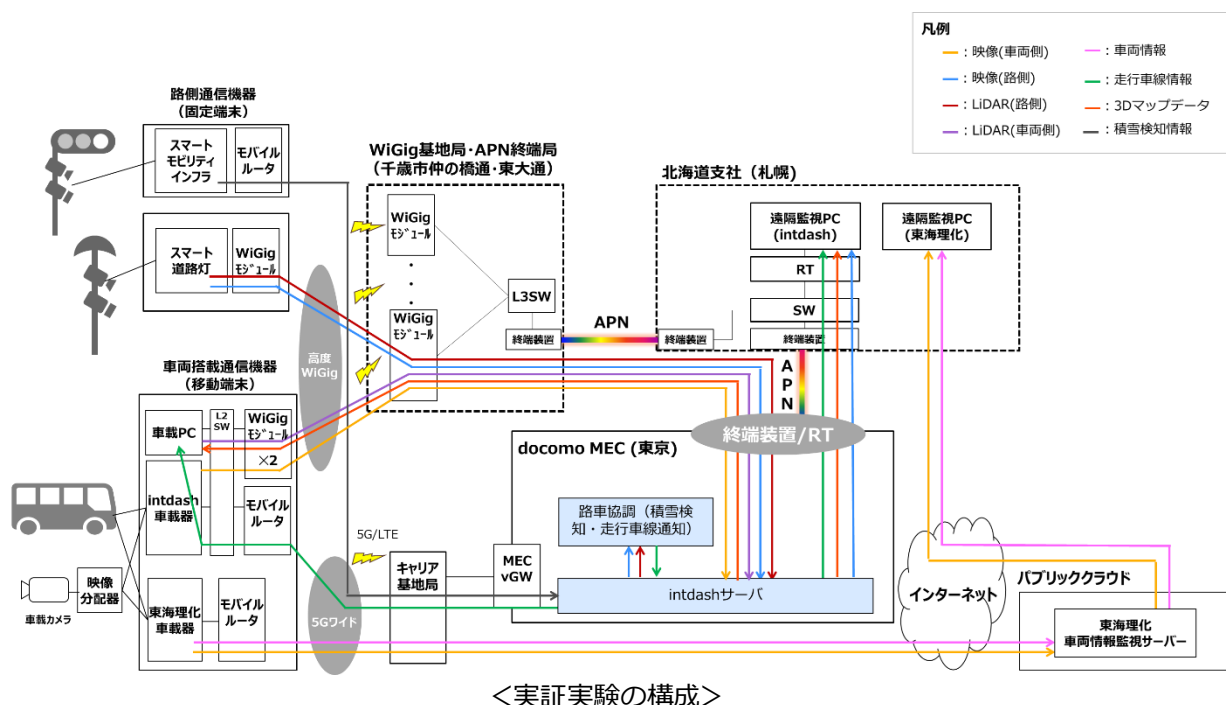 凡例
: 映像(車両側)
: 車両情報
: 映像(路側)
: 走行車線情報
: LiDAR(路側)
: 3Dマップデータ
: LiDAR(車両側)
: 積雪検知情報
路側通信機器
(固定端末)
スマート
モビリティ
インフラ
モバイル
ルータ
スマート
道路灯
WiGig
ﾓｼﾞｭｰﾙ
WiGig基地局・APN終端局
(千歳市仲の橋通・東大通)
WiGig
ﾓｼﾞｭｰﾙ
・
・
・
WiGig
ﾓｼﾞｭｰﾙ
L3SW
終端装置
APN
北海道支社（札幌)
遠隔監視PC
(intdash)
遠隔監視PC
(東海理化)
RT
SW
終端装置
終端装置
A
P
N
高度
WiGig
車両搭載通信機器
(移動端末)
車載PC
L2
SW
WiGig
ﾓｼﾞｭｰﾙ
×2
intdash
車載器
モバイル
ルータ
車載カメラ
映像
分配器
東海理化
車載器
モバイル
ルータ
5Gワイド
5G/LTE
キャリア
基地局
docomo MEC (東京)
終端装置/RT
路車協調（積雪検
知・走行車線通知）
MEC
vGW
intdashサーバ
インターネット
パブリッククラウド
東海理化
車両情報監視サーバー
＜実証実験の構成＞